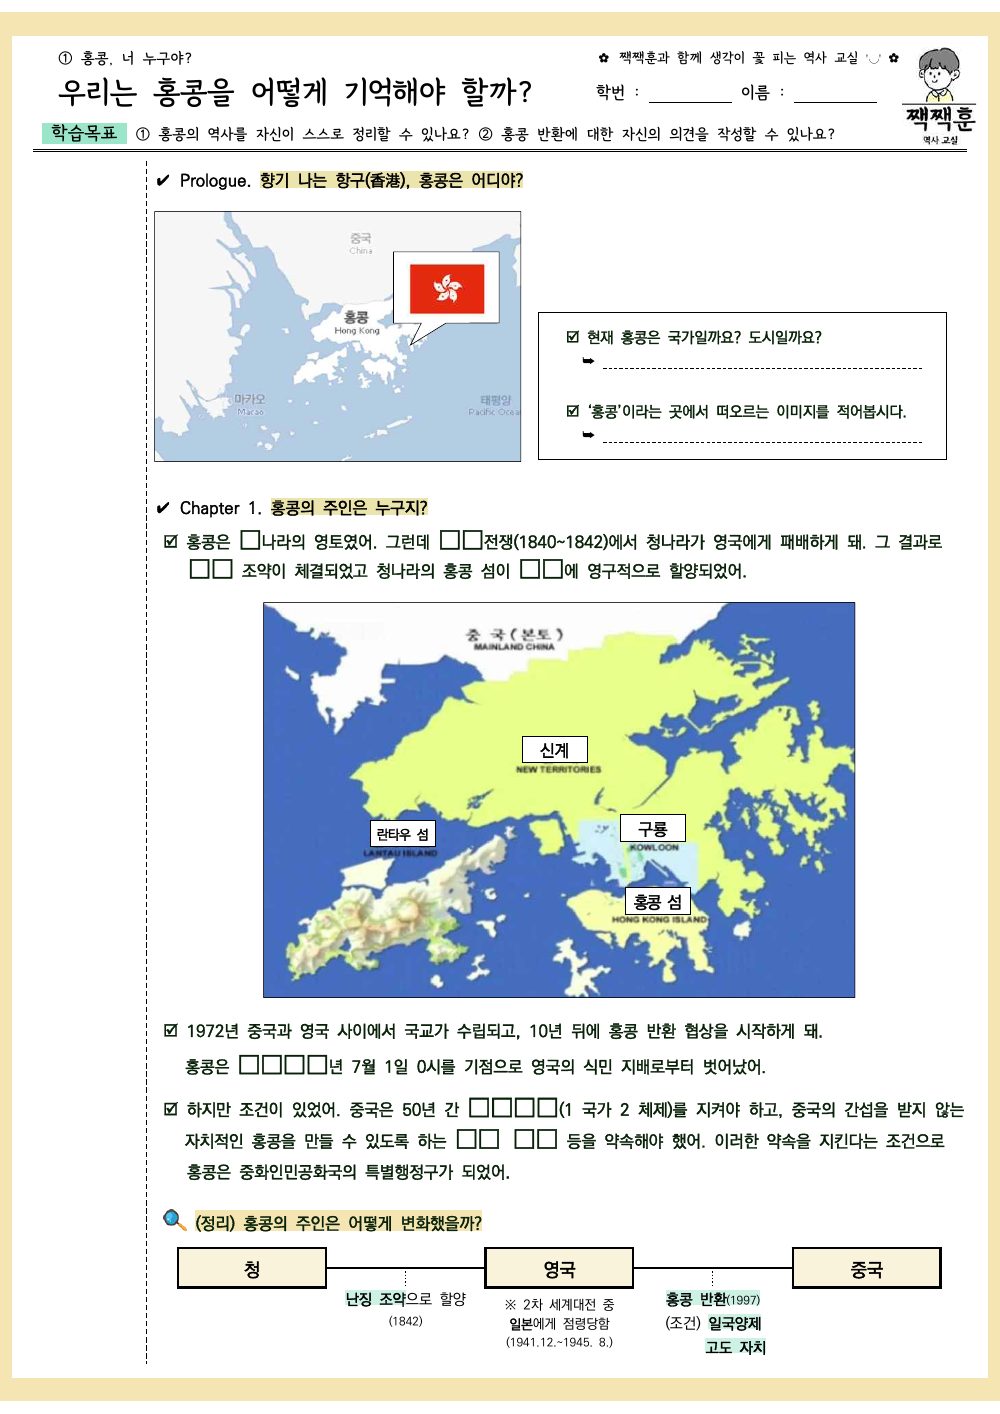 ① 홍콩, 너 누구야?
✿ 짹짹훈과 함께 생각이 꽃 피는 역사 교실 '◡' ✿
우리는 홍콩을 어떻게 기억해야 할까?
학번 : ________ 이름 : ________
짹짹훈
역사 교실
학습목표 ① 홍콩의 역사를 자신이 스스로 정리할 수 있나요? ② 홍콩 반환에 대한 자신의 의견을 작성할 수 있나요?
✔ Prologue. 향기 나는 항구(香港), 홍콩은 어디야?
중국
China
홍콩
Hong Kong
마카오
Macao
태평양
Pacific Ocea
☑ 현재 홍콩은 국가일까요? 도시일까요?
➥
☑ '홍콩'이라는 곳에서 떠오르는 이미지를 적어봅시다.
➥
✔ Chapter 1. 홍콩의 주인은 누구지?
☑ 홍콩은 □나라의 영토였어. 그런데 □□전쟁(1840~1842)에서 청나라가 영국에게 패배하게 돼. 그 결과로
□□ 조약이 체결되었고 청나라의 홍콩 섬이 □□에 영구적으로 할양되었어.
중 국 ( 본토 )
MAINLAND CHINA
신계
NEW TERRITORIES
구룡
KOWLOON
란타우 섬
LANTAU ISLAND
홍콩 섬
HONG KONG ISLAND
☑ 1972년 중국과 영국 사이에서 국교가 수립되고, 10년 뒤에 홍콩 반환 협상을 시작하게 돼.
홍콩은 □□□□년 7월 1일 0시를 기점으로 영국의 식민 지배로부터 벗어났어.
☑ 하지만 조건이 있었어. 중국은 50년 간 □□□□(1 국가 2 체제)를 지켜야 하고, 중국의 간섭을 받지 않는
자치적인 홍콩을 만들 수 있도록 하는 □□ □□ 등을 약속해야 했어. 이러한 약속을 지킨다는 조건으로
홍콩은 중화인민공화국의 특별행정구가 되었어.
(정리) 홍콩의 주인은 어떻게 변화했을까?
청
영국
중국
난징 조약으로 할양
(1842)
※ 2차 세계대전 중
일본에게 점령당함
(1941.12.~1945. 8.)
홍콩 반환(1997)
(조건) 일국양제
고도 자치